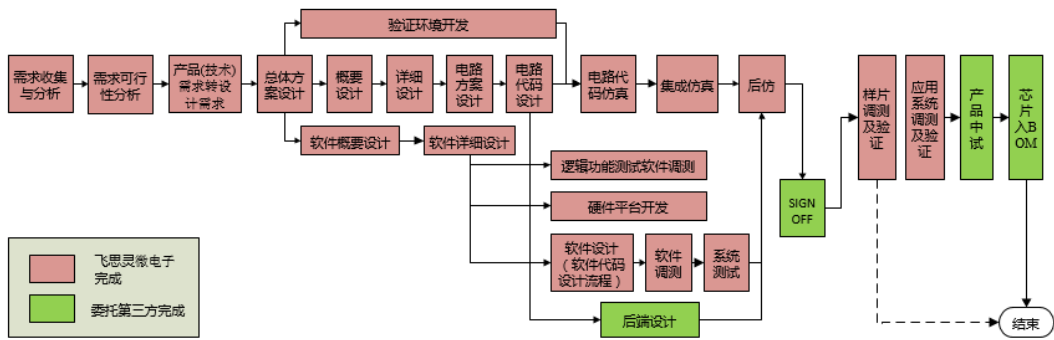 验证环境开发
需求收集
与分析
需求可行
性分析
产品(技术)
需求转设
计需求
总体方
案设计
概要
设计
详细
设计
电路
方案
设计
电路
代码
设计
电路代
码仿真
集成仿真
后仿
样片
调测
及验
证
应用
系统
调测
及验
证
产
品
中
试
芯
片
入B
OM
软件概要设计
软件详细设计
逻辑功能测试软件调测
硬件平台开发
SIGN
OFF
软件设计
（软件代码
设计流程）
软件
调测
系统
测试
后端设计
飞思灵微电子
完成
委托第三方完成
结束